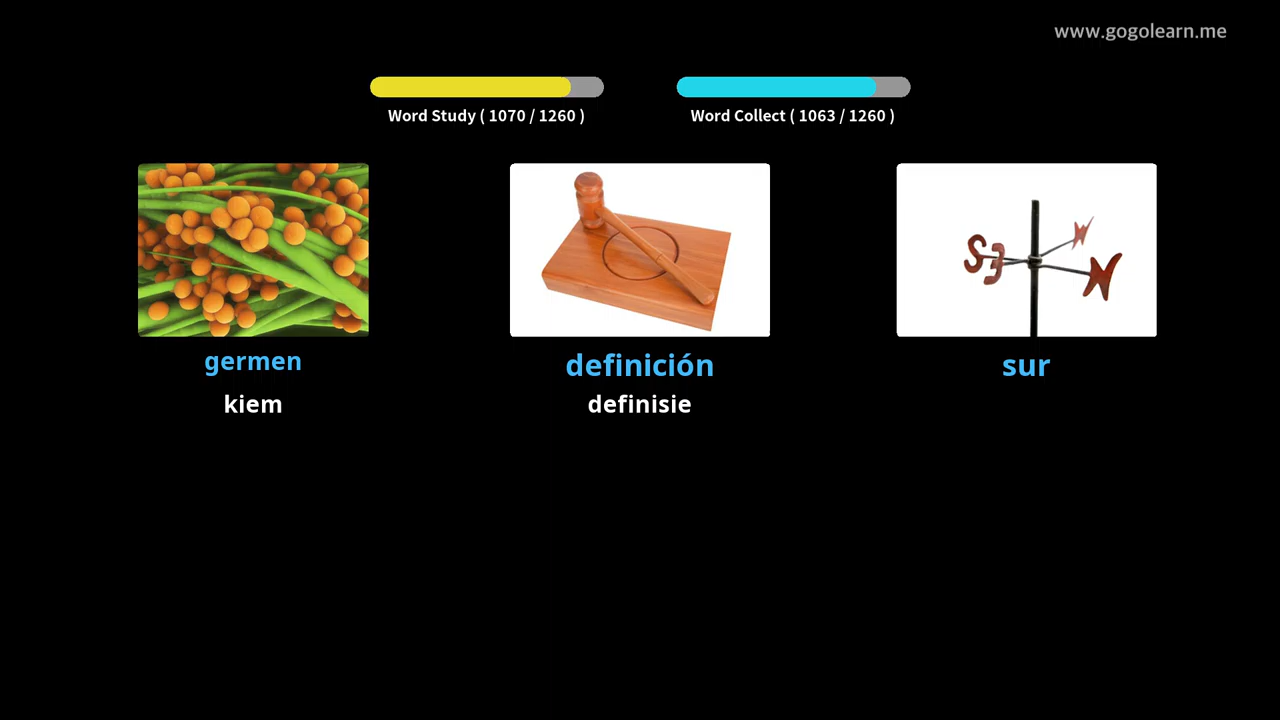 www.gogolearn.me
Word Study ( 1070 / 1260 )
Word Collect ( 1063 / 1260 )
S E N
germen
definición
sur
kiem
definisie